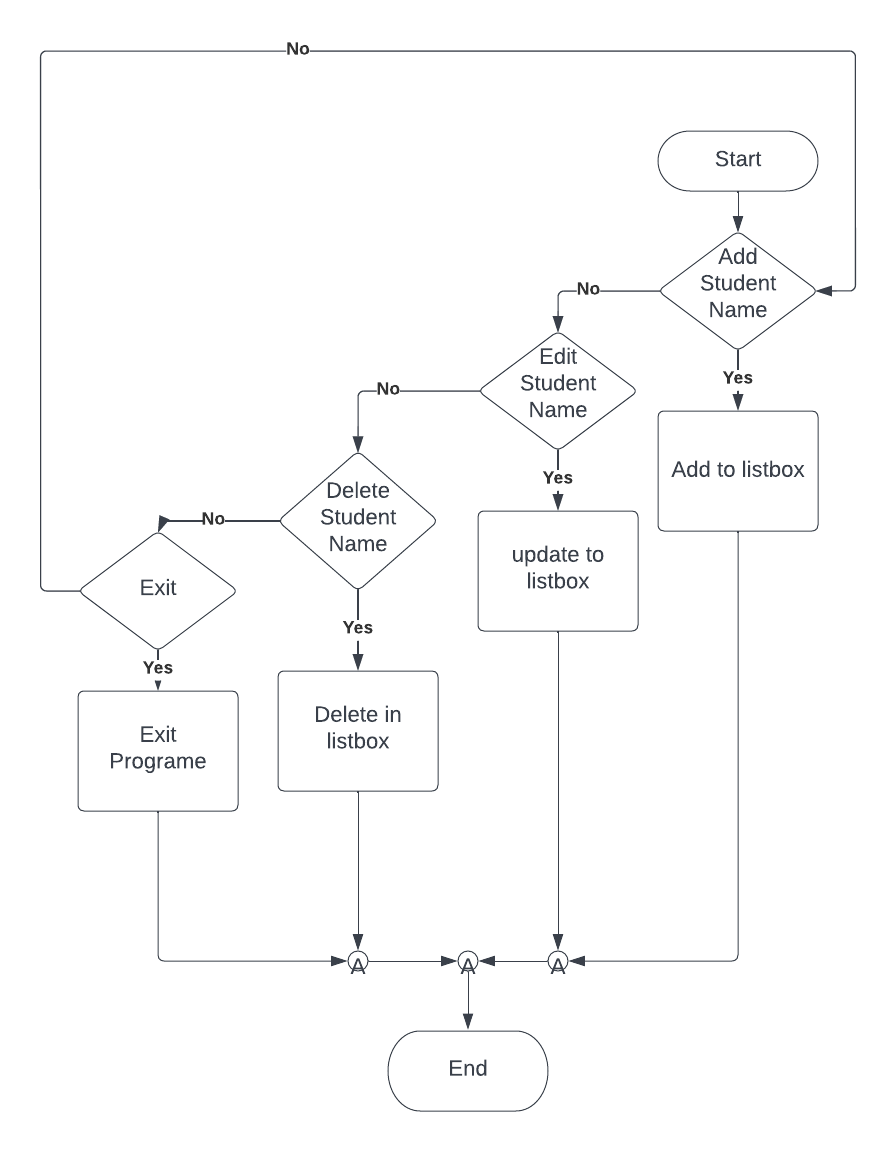 No
Start
Add
Student
Name
No
Yes
Edit
Student
Name
No
Yes
Add to listbox
Delete
Student
Name
No
Yes
update to
listbox
Exit
Yes
Delete in
listbox
Exit
Programe
A
A
A
End